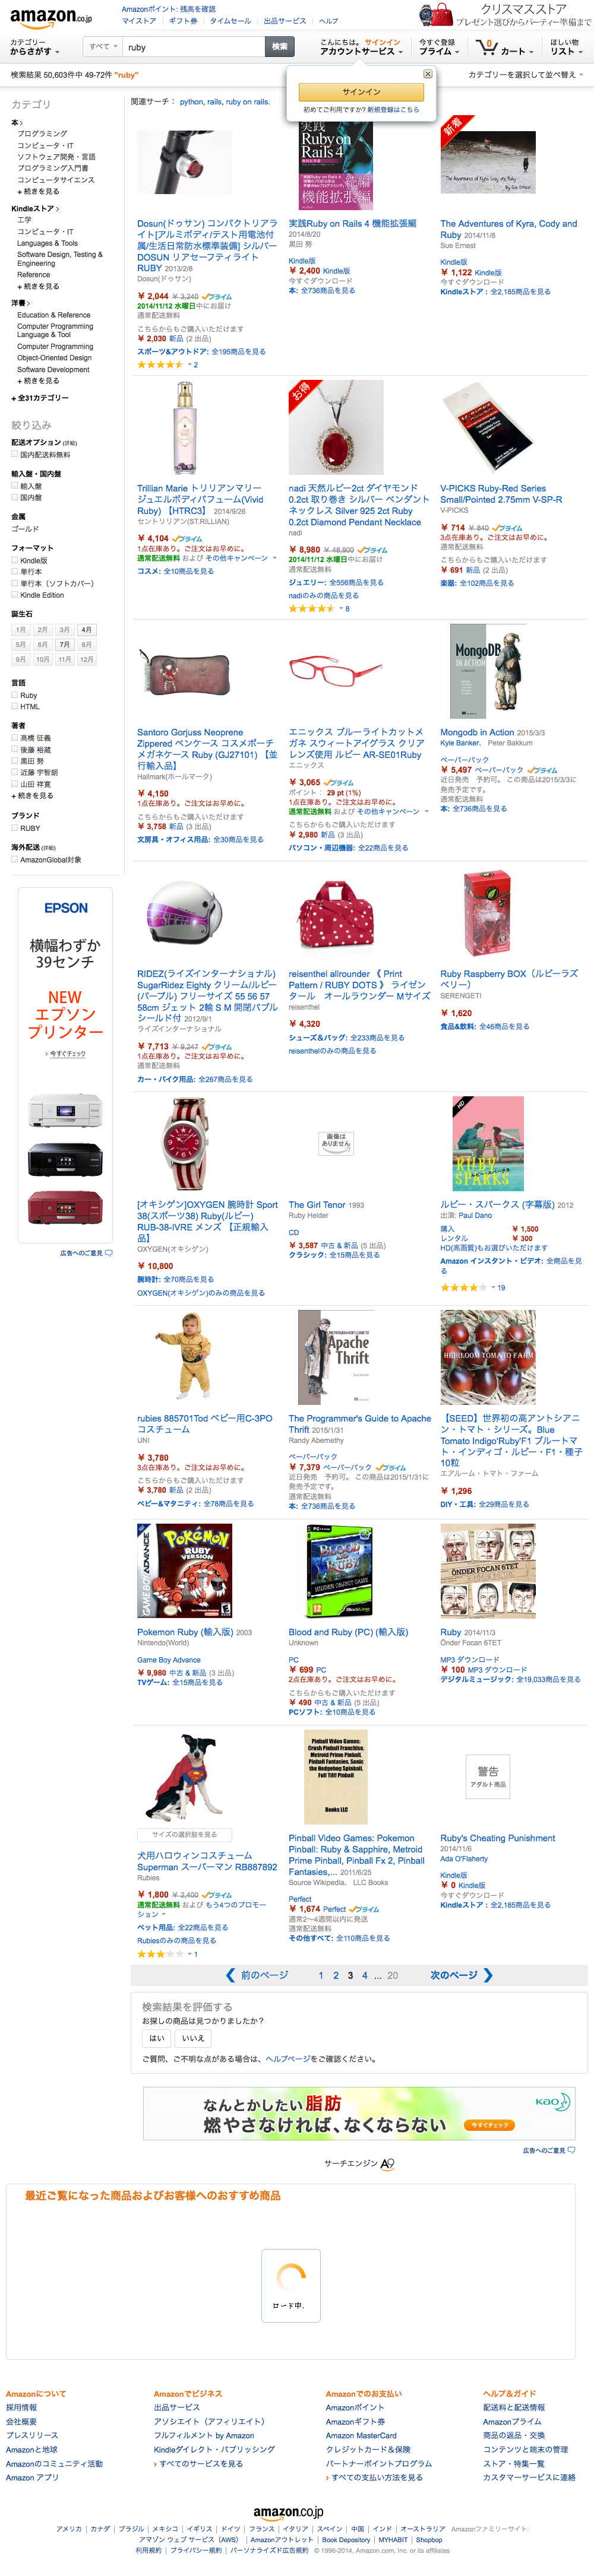 amazon.co.jp
Amazonポイント: 残高を確認
マイストア
ギフト券
タイムセール
出品サービス
ヘルプ
クリスマスストア
プレゼント選びからパーティー準備まで
カテゴリー
からさがす
すべて
ruby
検索
こんにちは。サインイン
アカウントサービス
今すぐ登録
プライム
0
カート
ほしい物
リスト
検索結果 50,603件中 49-72件 "ruby"
カテゴリーを選択して並べ替え
サインイン
初めてご利用ですか? 新規登録はこちら
カテゴリ
本
プログラミング
コンピュータ・IT
ソフトウェア開発・言語
プログラミング入門書
コンピュータサイエンス
+ 続きを見る
Kindleストア
工学
コンピュータ・IT
Languages & Tools
Software Design, Testing &
Engineering
Reference
+ 続きを見る
洋書
Education & Reference
Computer Programming
Language & Tool
Computer Programming
Object-Oriented Design
Software Development
+ 続きを見る
+ 全31カテゴリー
絞り込み
配送オプション (詳細)
国内配送料無料
輸入盤・国内盤
輸入盤
国内盤
金属
ゴールド
フォーマット
Kindle版
単行本
単行本（ソフトカバー）
Kindle Edition
誕生石
1月 2月 3月 4月
5月 6月 7月 8月
9月 10月 11月 12月
言語
Ruby
HTML
著者
高橋 征義
後藤 裕蔵
黒田 努
近藤 宇智朗
山田 祥寛
+ 続きを見る
ブランド
RUBY
海外配送 (詳細)
AmazonGlobal対象
EPSON
横幅わずか
39センチ
NEW
エプソン
プリンター
› 今すぐチェック
広告へのご意見
関連サーチ： python, rails, ruby on rails.
Dosun(ドゥサン) コンパクトリアラ
イト[アルミボディ/テスト用電池付
属/生活日常防水標準装備] シルバー
DOSUN リアセーフティライト
RUBY 2013/2/8
Dosun(ドゥサン)
￥ 2,044 ￥ 3,240 プライム
2014/11/12 水曜日中にお届け
通常配送無料
こちらからもご購入いただけます
￥ 2,030 新品 (2 出品)
スポーツ&アウトドア: 全195商品を見る
2
実践
Ruby on
Rails 4
機能拡張編
実践Ruby on Rails 4 機能拡張編
2014/8/20
黒田 努
Kindle版
￥ 2,400 Kindle版
今すぐダウンロード
本: 全736商品を見る
新着
The Adventures of Kyra, Cody and
Ruby 2014/11/8
Sue Ernest
Kindle版
￥ 1,122 Kindle版
今すぐダウンロード
Kindleストア : 全2,185商品を見る
Trillian Marie トリリアンマリー
ジュエルボディパフューム(Vivid
Ruby) 【HTRC3】 2014/9/26
セントリリアン(ST.RILLIAN)
￥ 4,104 プライム
1点在庫あり。ご注文はお早めに。
通常配送無料 および その他キャンペーン
コスメ: 全10商品を見る
お得
nadi 天然ルビー2ct ダイヤモンド
0.2ct 取り巻き シルバー ペンダント
ネックレス Silver 925 2ct Ruby
0.2ct Diamond Pendant Necklace
nadi
￥ 8,980 ￥ 48,900 プライム
2014/11/12 水曜日中にお届け
通常配送無料
ジュエリー: 全556商品を見る
nadiのみの商品を見る
8
V-PICKS Ruby-Red Series
Small/Pointed 2.75mm V-SP-R
V-PICKS
￥ 714 ￥ 840 プライム
3点在庫あり。ご注文はお早めに。
通常配送無料
こちらからもご購入いただけます
￥ 691 新品 (2 出品)
楽器: 全102商品を見る
Santoro Gorjuss Neoprene
Zippered ペンケース コスメポーチ
メガネケース Ruby (GJ27101) 【並
行輸入品】
Hallmark(ホールマーク)
￥ 4,150
1点在庫あり。ご注文はお早めに。
こちらからもご購入いただけます
￥ 3,758 新品 (3 出品)
文房具・オフィス用品: 全30商品を見る
エニックス ブルーライトカットメ
ガネ スウィートアイグラス クリア
レンズ使用 ルビー AR-SE01Ruby
エニックス
￥ 3,065 プライム
ポイント： 29 pt (1%)
1点在庫あり。ご注文はお早めに。
通常配送無料 および その他キャンペーン
こちらからもご購入いただけます
￥ 2,980 新品 (3 出品)
パソコン・周辺機器: 全22商品を見る
MongoDB
IN ACTION
Mongodb in Action 2015/3/3
Kyle Banker、 Peter Bakkum
ペーパーバック
￥ 5,497 ペーパーバック プライム
近日発売 予約可。 この商品は2015/3/3に
発売予定です。
通常配送無料
本: 全736商品を見る
RIDEZ(ライズインターナショナル)
SugarRidez Eighty クリーム/ルビー
(パープル) フリーサイズ 55 56 57
58cm ジェット 2輪 S M 開閉バブル
シールド付 2012/9/1
ライズインターナショナル
￥ 7,713 ￥ 9,247 プライム
1点在庫あり。ご注文はお早めに。
通常配送無料
カー・バイク用品: 全267商品を見る
reisenthel allrounder 《 Print
Pattern / RUBY DOTS 》 ライゼン
タール オールラウンダー Mサイズ
reisenthel
￥ 4,320
シューズ＆バッグ: 全233商品を見る
reisenthelのみの商品を見る
Ruby Raspberry BOX（ルビーラズ
ベリー）
SERENGETI
￥ 1,620
食品&飲料: 全46商品を見る
[オキシゲン]OXYGEN 腕時計 Sport
38(スポーツ38) Ruby(ルビー)
RUB-38-IVRE メンズ 【正規輸入
品】
OXYGEN(オキシゲン)
￥ 10,800
腕時計: 全70商品を見る
OXYGEN(オキシゲン)のみの商品を見る
画像は
ありません
The Girl Tenor 1993
Ruby Helder
CD
￥ 3,587 中古 & 新品 (5 出品)
クラシック: 全15商品を見る
HD
RUBY
SPARKS
ルビー・スパークス (字幕版) 2012
出演: Paul Dano
購入 ￥ 1,500
レンタル ￥ 300
HD(高画質)もお選びいただけます
Amazon インスタント・ビデオ: 全商品を見
る
19
rubies 885701Tod ベビー用C-3PO
コスチューム
UNI
￥ 3,780
3点在庫あり。ご注文はお早めに。
こちらからもご購入いただけます
￥ 3,780 新品 (2 出品)
ベビー&マタニティ: 全78商品を見る
Apache
Thrift
The Programmer's Guide to Apache
Thrift 2015/1/31
Randy Abernethy
ペーパーバック
￥ 7,379 ペーパーバック プライム
近日発売 予約可。 この商品は2015/1/31に
発売予定です。
通常配送無料
本: 全736商品を見る
HEIRLOOM TOMATO FARM
【SEED】世界初の高アントシアニ
ン・トマト・シリーズ。Blue
Tomato Indigo'Ruby'F1 ブルートマ
ト・インディゴ・ルビー・F1・種子
10粒
エアルーム・トマト・ファーム
￥ 1,296
DIY・工具: 全29商品を見る
GAME BOY ADVANCE
POKéMON
RUBY VERSION
Pokemon Ruby (輸入版) 2003
Nintendo(World)
Game Boy Advance
￥ 9,980 中古 & 新品 (3 出品)
TVゲーム: 全15商品を見る
BLOOD AND RUBY
HIDDEN OBJECT GAME
12
Blood and Ruby (PC) (輸入版)
Unknown
PC
￥ 699 PC
2点在庫あり。ご注文はお早めに。
こちらからもご購入いただけます
￥ 490 中古 & 新品 (5 出品)
PCソフト: 全10商品を見る
ÖNDER FOCAN 6TET
Ruby 2014/11/3
Önder Focan 6TET
MP3 ダウンロード
￥ 100 MP3 ダウンロード
デジタルミュージック: 全19,033商品を見る
サイズの選択肢を見る
犬用ハロウィンコスチューム
Superman スーパーマン RB887892
Rubies
￥ 1,800 ￥ 2,400 プライム
通常配送無料 および もう4つのプロモー
ション
ペット用品: 全22商品を見る
Rubiesのみの商品を見る
1
Pinball Video Games:
Crush Pinball Franchise,
Metroid Prime Pinball,
Pinball Fantasies, Sonic
the Hedgehog Spinball,
Full Tilt! Pinball
Books LLC
Pinball Video Games: Pokemon
Pinball: Ruby & Sapphire, Metroid
Prime Pinball, Pinball Fx 2, Pinball
Fantasies,... 2011/6/25
Source Wikipedia、 LLC Books
Perfect
￥ 1,674 Perfect プライム
通常2〜4週間以内に発送
通常配送無料
その他すべて: 全110商品を見る
警告
アダルト商品
Ruby's Cheating Punishment
2014/11/6
Ada O'Flaherty
Kindle版
￥ 0 Kindle版
今すぐダウンロード
Kindleストア : 全2,185商品を見る
前のページ 1 2 3 4 ... 20 次のページ
検索結果を評価する
お探しの商品は見つかりましたか？
はい いいえ
ご質問、ご不明な点がある場合は、ヘルプページをご確認ください。
なんとかしたい脂肪
燃やさなければ、なくならない
今すぐチェック
kao
広告へのご意見
サーチエンジン A9
最近ご覧になった商品およびお客様へのおすすめ商品
ロード中.
Amazonについて
採用情報
会社概要
プレスリリース
Amazonと地球
Amazonのコミュニティ活動
Amazon アプリ
Amazonでビジネス
出品サービス
アソシエイト（アフィリエイト）
フルフィルメント by Amazon
Kindleダイレクト・パブリッシング
› すべてのサービスを見る
Amazonでのお支払い
Amazonポイント
Amazonギフト券
Amazon MasterCard
クレジットカード＆保険
パートナーポイントプログラム
› すべての支払い方法を見る
ヘルプ＆ガイド
配送料と配送情報
Amazonプライム
商品の返品・交換
コンテンツと端末の管理
ストア・特集一覧
カスタマーサービスに連絡
amazon.co.jp
アメリカ | カナダ | ブラジル | メキシコ | イギリス | ドイツ | フランス | イタリア | スペイン | 中国 | インド | オーストラリア Amazonファミリーサイト:
アマゾン ウェブ サービス（AWS） | Amazonアウトレット | Book Depository | MYHABIT | Shopbop
利用規約 | プライバシー規約 | パーソナライズド広告規約 © 1996-2014, Amazon.com, Inc. or its affiliates